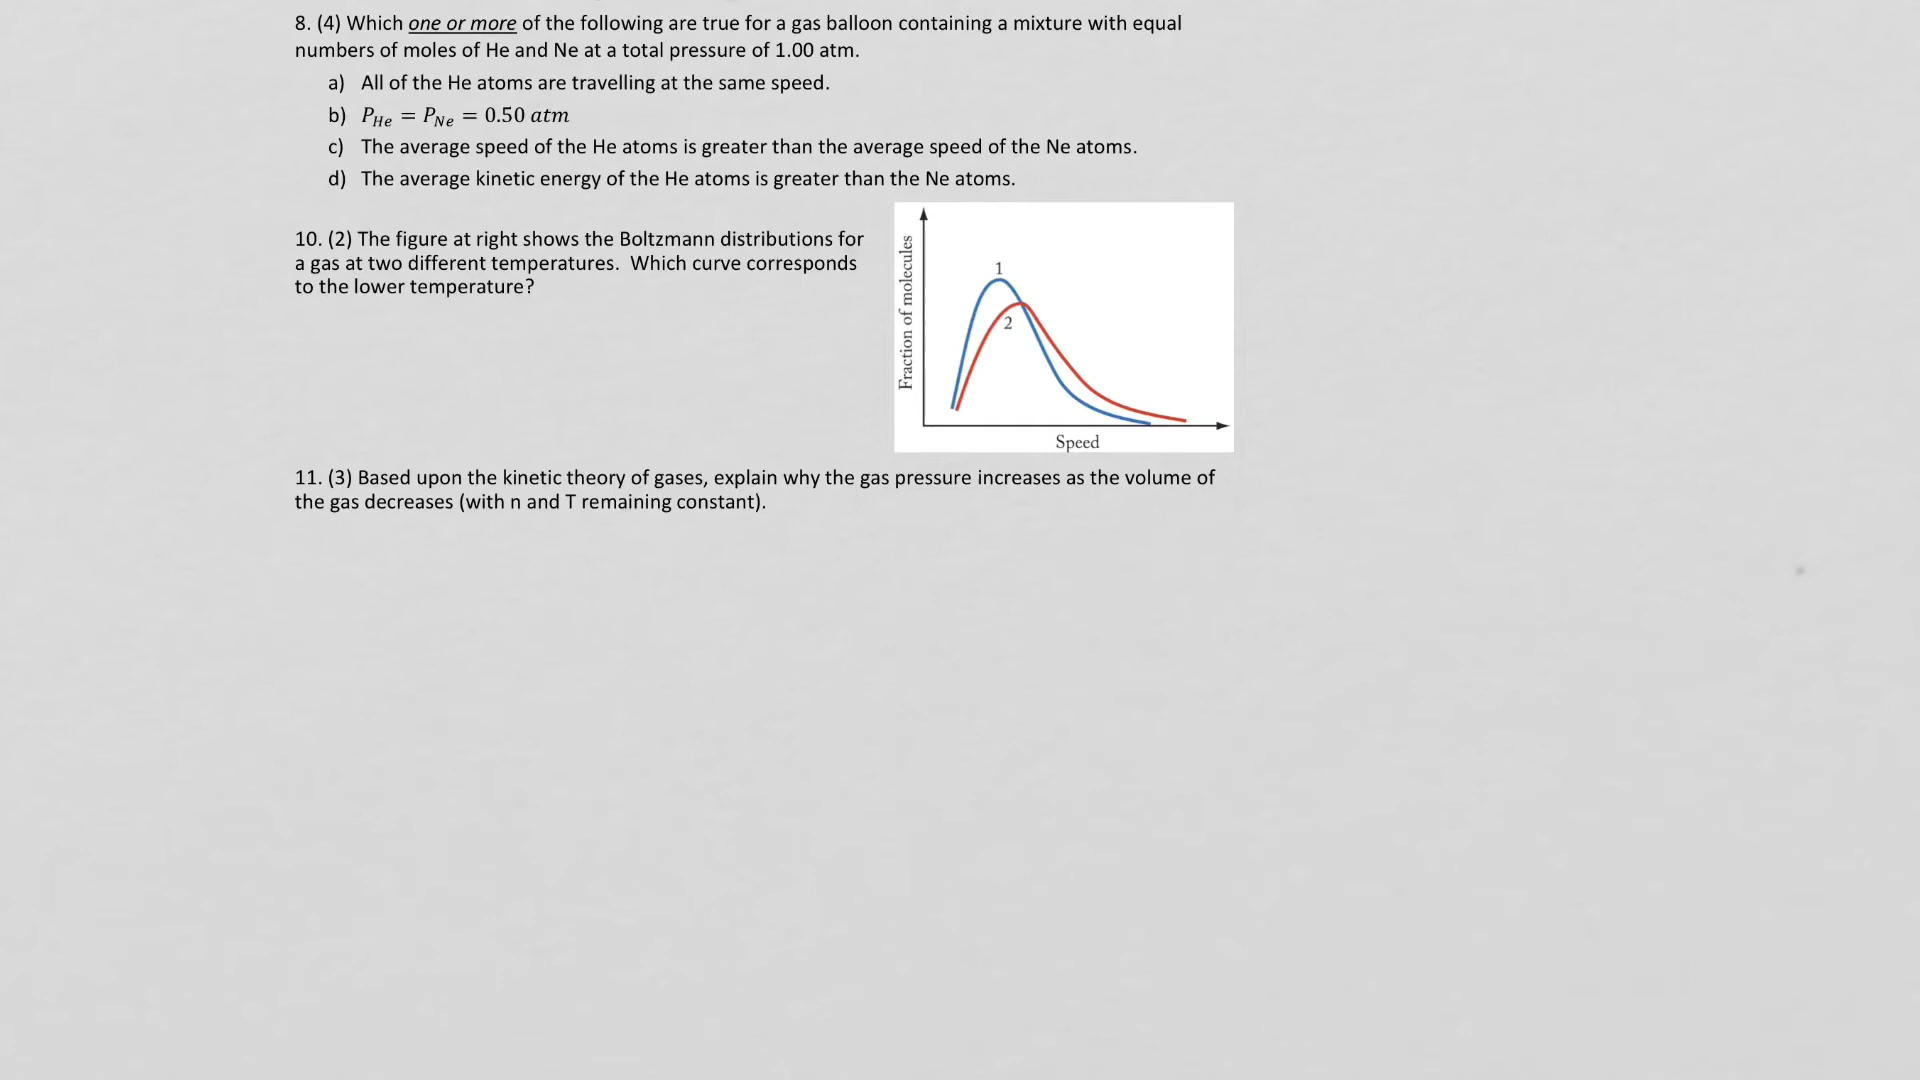 8. (4) Which one or more of the following are true for a gas balloon containing a mixture with equal
numbers of moles of He and Ne at a total pressure of 1.00 atm.
a) All of the He atoms are travelling at the same speed.
b) P_He = P_Ne = 0.50 atm
c) The average speed of the He atoms is greater than the average speed of the Ne atoms.
d) The average kinetic energy of the He atoms is greater than the Ne atoms.
10. (2) The figure at right shows the Boltzmann distributions for
a gas at two different temperatures. Which curve corresponds
to the lower temperature?
Fraction of molecules
1
2
Speed
11. (3) Based upon the kinetic theory of gases, explain why the gas pressure increases as the volume of
the gas decreases (with n and T remaining constant).